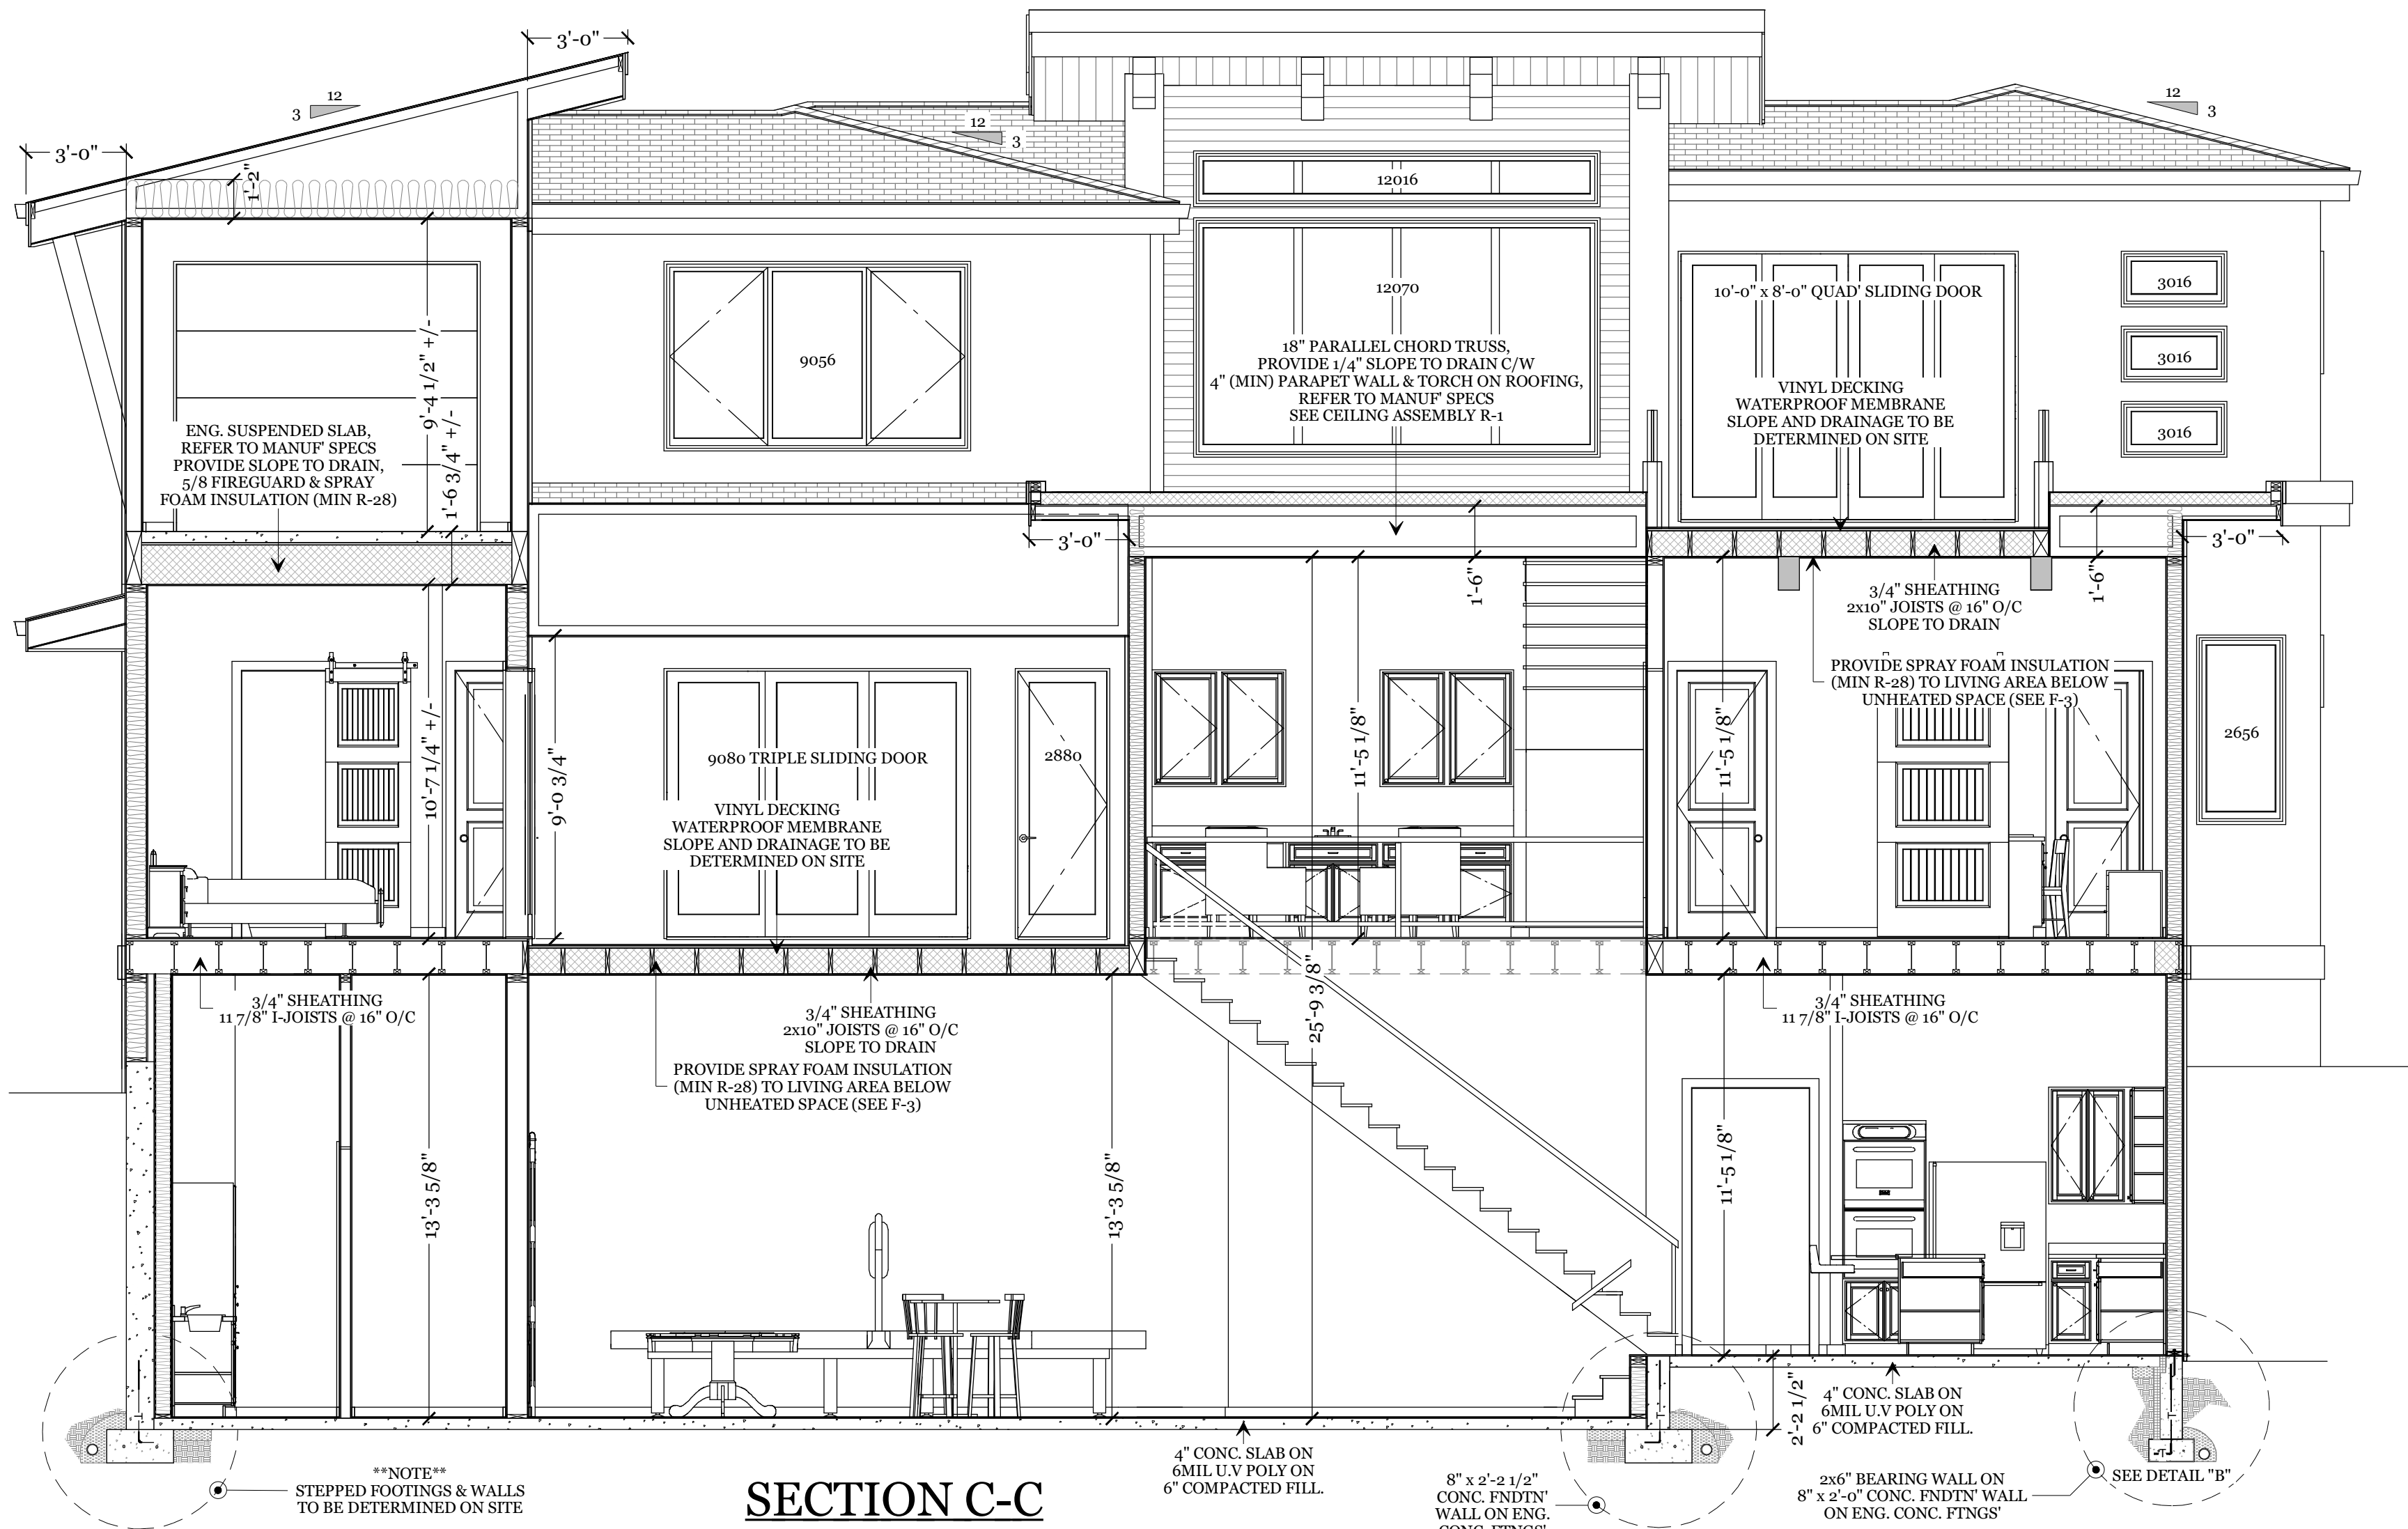 3'-0"
12
3
12
3
12
3
3'-0"
1'-2"
12016
12070
18" PARALLEL CHORD TRUSS,
PROVIDE 1/4" SLOPE TO DRAIN C/W
4" (MIN) PARAPET WALL & TORCH ON ROOFING,
REFER TO MANUF' SPECS
SEE CEILING ASSEMBLY R-1
10'-0" x 8'-0" QUAD' SLIDING DOOR
VINYL DECKING
WATERPROOF MEMBRANE
SLOPE AND DRAINAGE TO BE
DETERMINED ON SITE
3016
3016
3016
9056
9'-4 1/2" +/-
ENG. SUSPENDED SLAB,
REFER TO MANUF' SPECS
PROVIDE SLOPE TO DRAIN,
5/8 FIREGUARD & SPRAY
FOAM INSULATION (MIN R-28)
1'-6 3/4" +/-
3'-0"
1'-6"
3'-0"
1'-6"
3/4" SHEATHING
2x10" JOISTS @ 16" O/C
SLOPE TO DRAIN
PROVIDE SPRAY FOAM INSULATION
(MIN R-28) TO LIVING AREA BELOW
UNHEATED SPACE (SEE F-3)
2656
10'-7 1/4" +/-
9'-0 3/4"
9080 TRIPLE SLIDING DOOR
2880
VINYL DECKING
WATERPROOF MEMBRANE
SLOPE AND DRAINAGE TO BE
DETERMINED ON SITE
11'-5 1/8"
11'-5 1/8"
3/4" SHEATHING
11 7/8" I-JOISTS @ 16" O/C
3/4" SHEATHING
2x10" JOISTS @ 16" O/C
SLOPE TO DRAIN
PROVIDE SPRAY FOAM INSULATION
(MIN R-28) TO LIVING AREA BELOW
UNHEATED SPACE (SEE F-3)
25'-9 3/8"
3/4" SHEATHING
11 7/8" I-JOISTS @ 16" O/C
13'-3 5/8"
13'-3 5/8"
11'-5 1/8"
2'-2 1/2"
4" CONC. SLAB ON
6MIL U.V POLY ON
6" COMPACTED FILL.
4" CONC. SLAB ON
6MIL U.V POLY ON
6" COMPACTED FILL.
**NOTE**
STEPPED FOOTINGS & WALLS
TO BE DETERMINED ON SITE
SECTION C-C
8" x 2'-2 1/2"
CONC. FNDTN'
WALL ON ENG.
CONC. FTNGS'
2x6" BEARING WALL ON
8" x 2'-0" CONC. FNDTN' WALL
ON ENG. CONC. FTNGS'
SEE DETAIL "B"